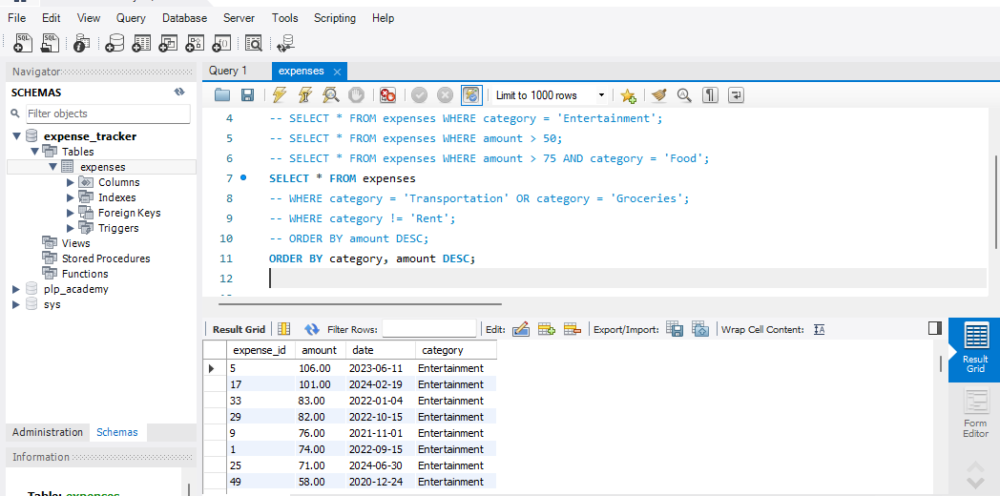 File Edit View Query Database Server Tools Scripting Help
Navigator
SCHEMAS
Filter objects
expense_tracker
Tables
expenses
Columns
Indexes
Foreign Keys
Triggers
Views
Stored Procedures
Functions
plp_academy
sys
Administration Schemas
Information
Table: expenses
Query 1 expenses
Limit to 1000 rows
4 -- SELECT * FROM expenses WHERE category = 'Entertainment';
5 -- SELECT * FROM expenses WHERE amount > 50;
6 -- SELECT * FROM expenses WHERE amount > 75 AND category = 'Food';
7 SELECT * FROM expenses
8 -- WHERE category = 'Transportation' OR category = 'Groceries';
9 -- WHERE category != 'Rent';
10 -- ORDER BY amount DESC;
11 ORDER BY category, amount DESC;
12
Result Grid Filter Rows: Edit: Export/Import: Wrap Cell Content:
expense_id amount date category
5 106.00 2023-06-11 Entertainment
17 101.00 2024-02-19 Entertainment
33 83.00 2022-01-04 Entertainment
29 82.00 2022-10-15 Entertainment
9 76.00 2021-11-01 Entertainment
1 74.00 2022-09-15 Entertainment
25 71.00 2024-06-30 Entertainment
49 58.00 2020-12-24 Entertainment
Result
Grid
Form
Editor